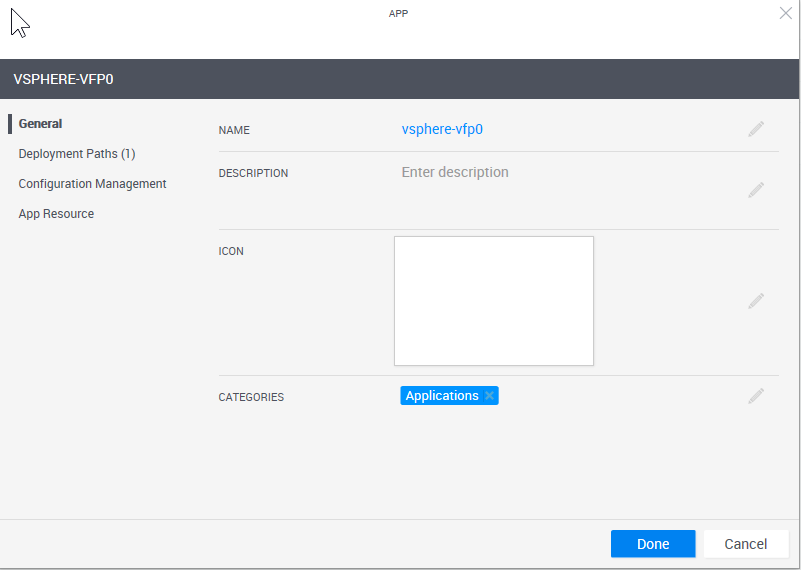 APP
VSPHERE-VFP0
General
Deployment Paths (1)
Configuration Management
App Resource
NAME
vsphere-vfp0
DESCRIPTION
Enter description
ICON
CATEGORIES
Applications
Done
Cancel